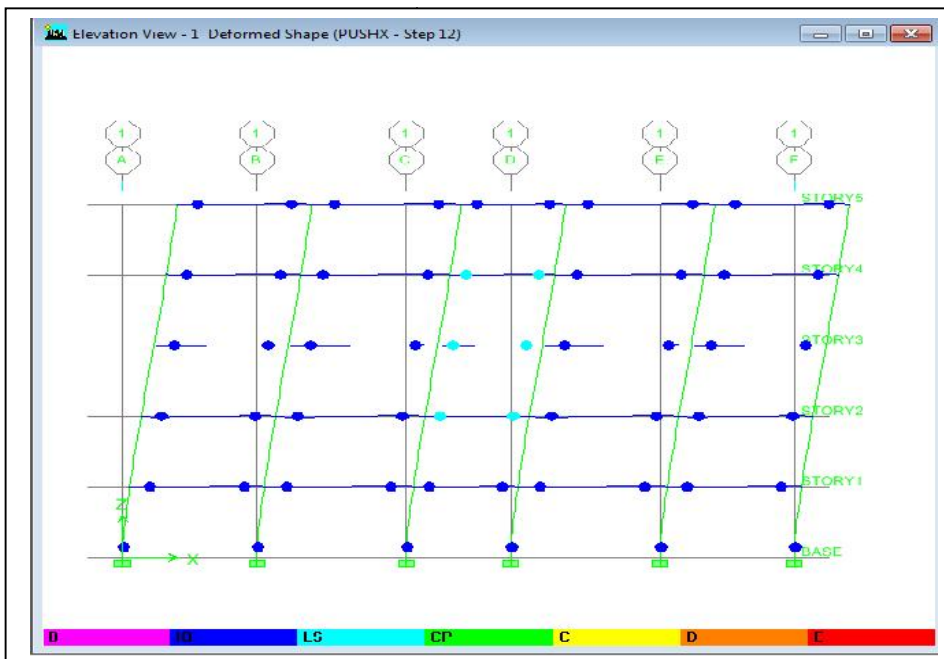 Elevation View - 1 Deformed Shape (PUSHX - Step 12)
1 1 1 1 1 1
A B C D E F
STORY5
STORY4
STORY3
STORY2
STORY1
Z
X
BASE
B IO LS CP C D E